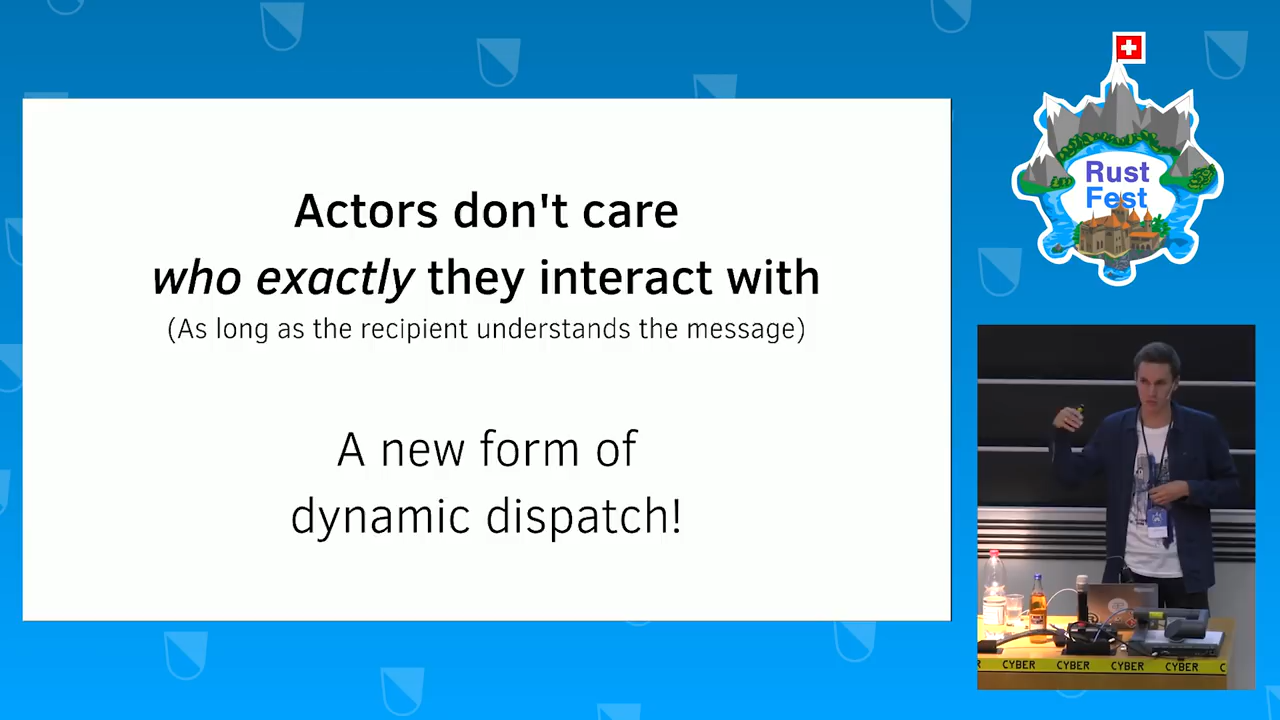 Actors don't care
who exactly they interact with
(As long as the recipient understands the message)
A new form of
dynamic dispatch!
Rust
Fest
CYBER CYBER CYBER CYBER